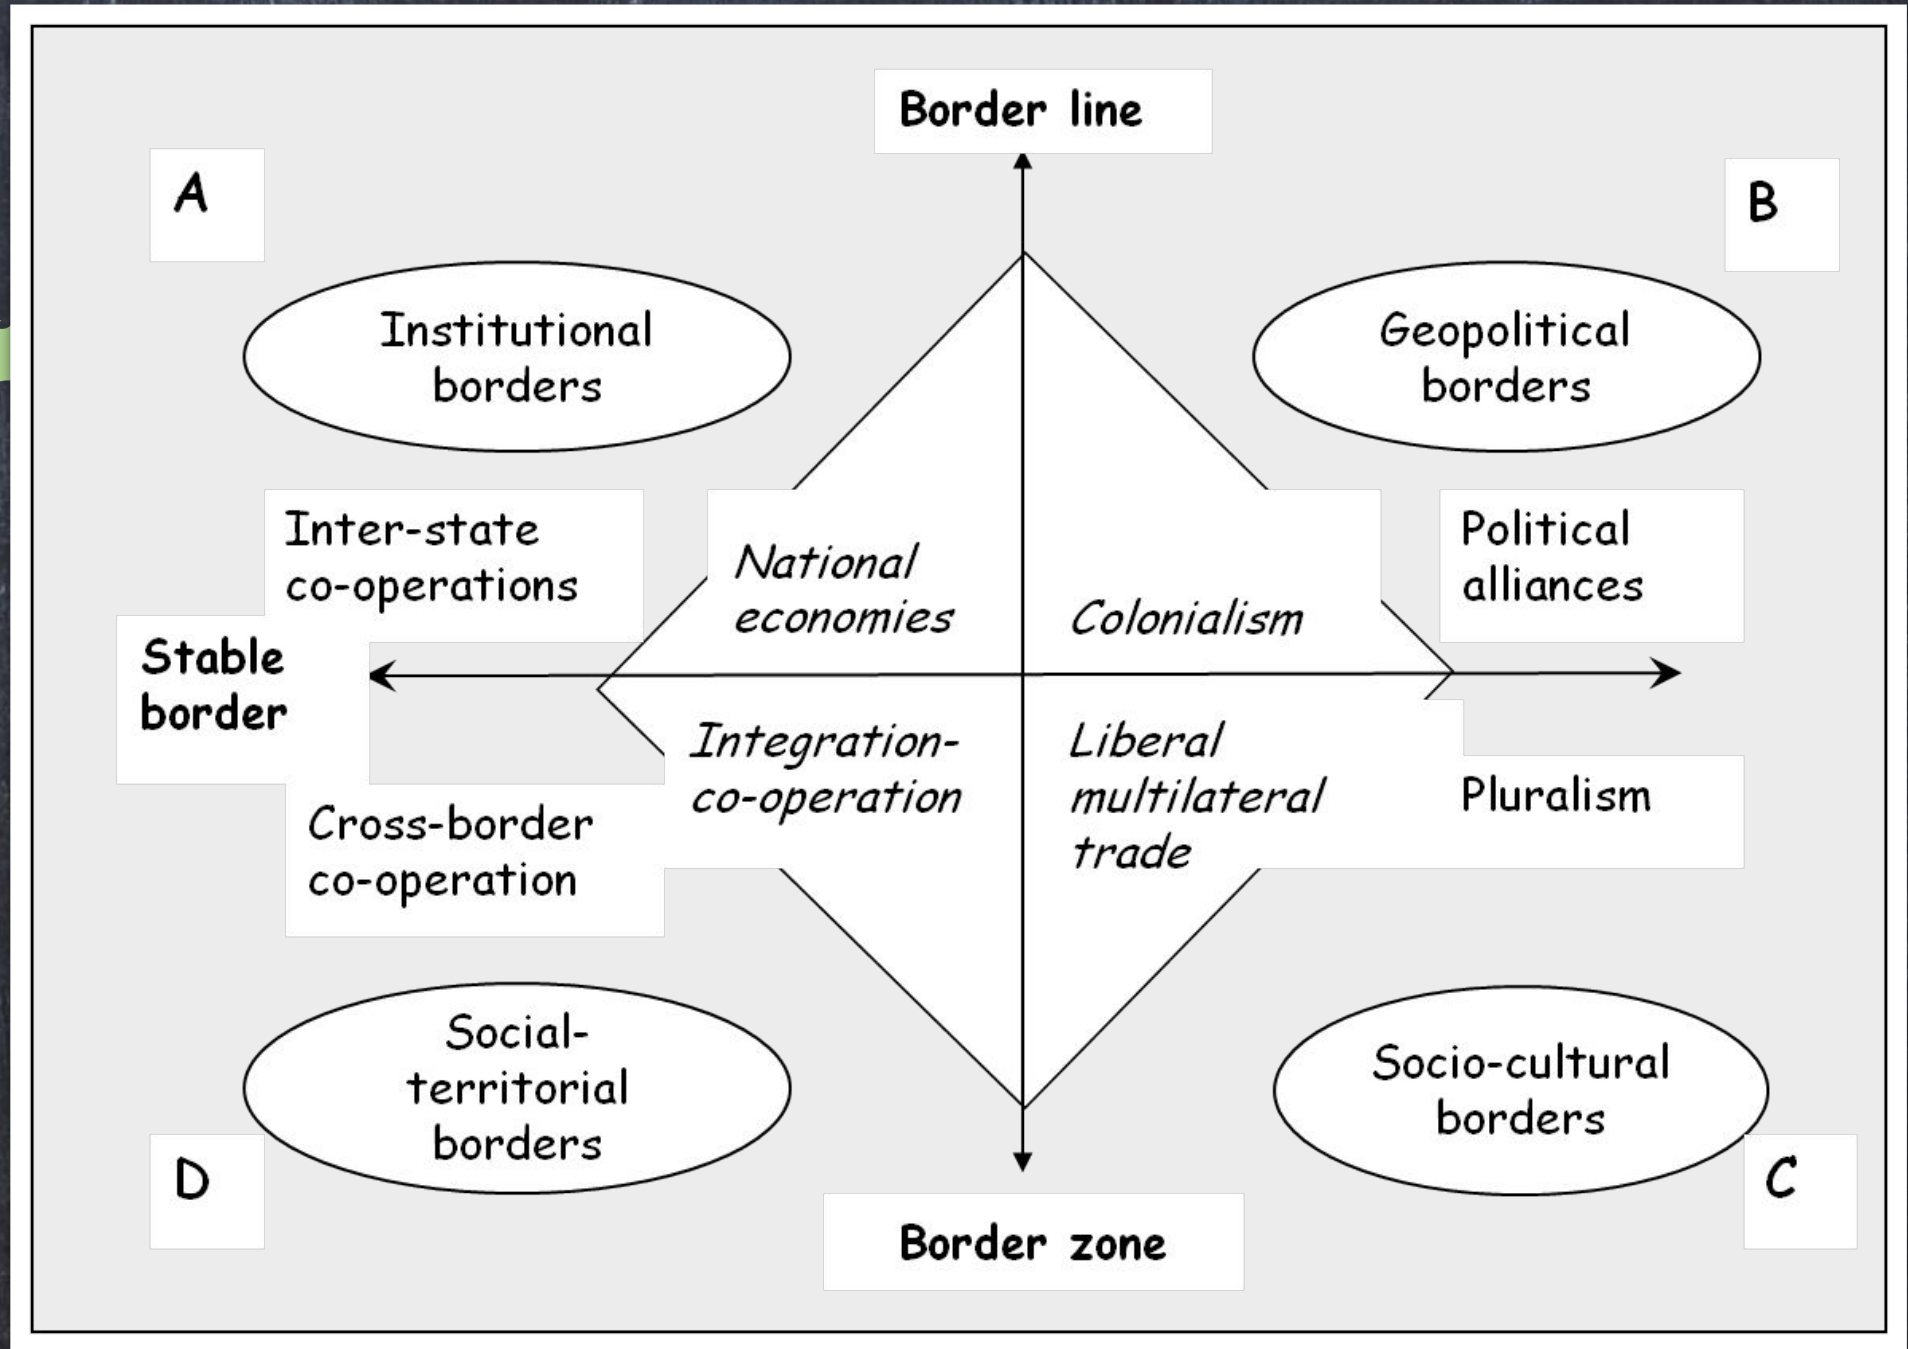 Border line
A
B
Institutional
borders
Geopolitical
borders
Inter-state
co-operations
National
economies
Colonialism
Political
alliances
Stable
border
Integration-
co-operation
Liberal
multilateral
trade
Pluralism
Cross-border
co-operation
Social-
territorial
borders
Socio-cultural
borders
D
C
Border zone